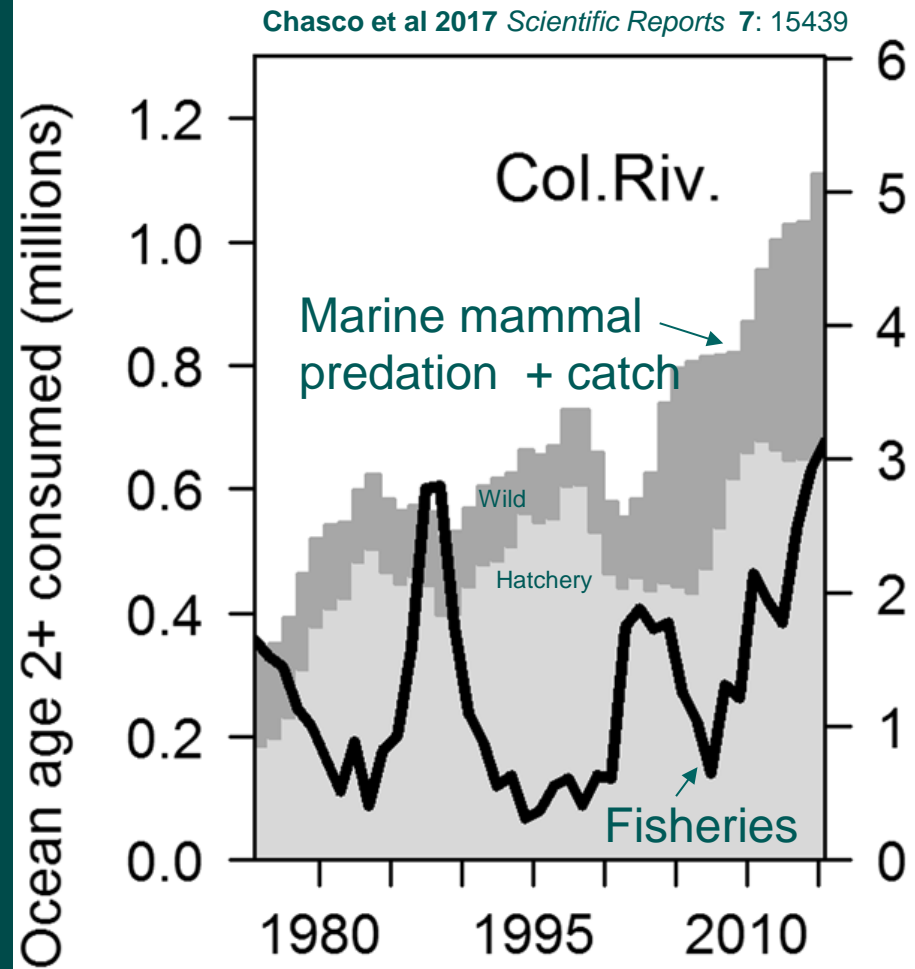 Chasco et al 2017 Scientific Reports 7: 15439
Ocean age 2+ consumed (millions)
1.2
1.0
0.8
0.6
0.4
0.2
0.0
Col.Riv.
Marine mammal
predation + catch
Wild
Hatchery
Fisheries
6
5
4
3
2
1
0
1980 1995 2010